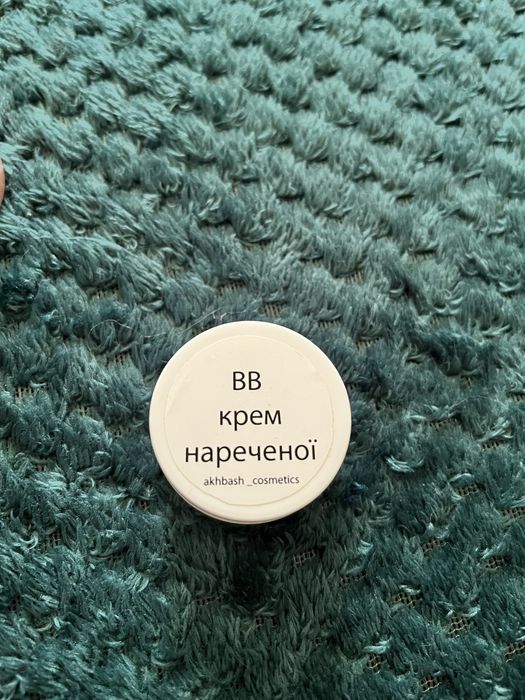 BB
крем
нареченої
akhbash _cosmetics